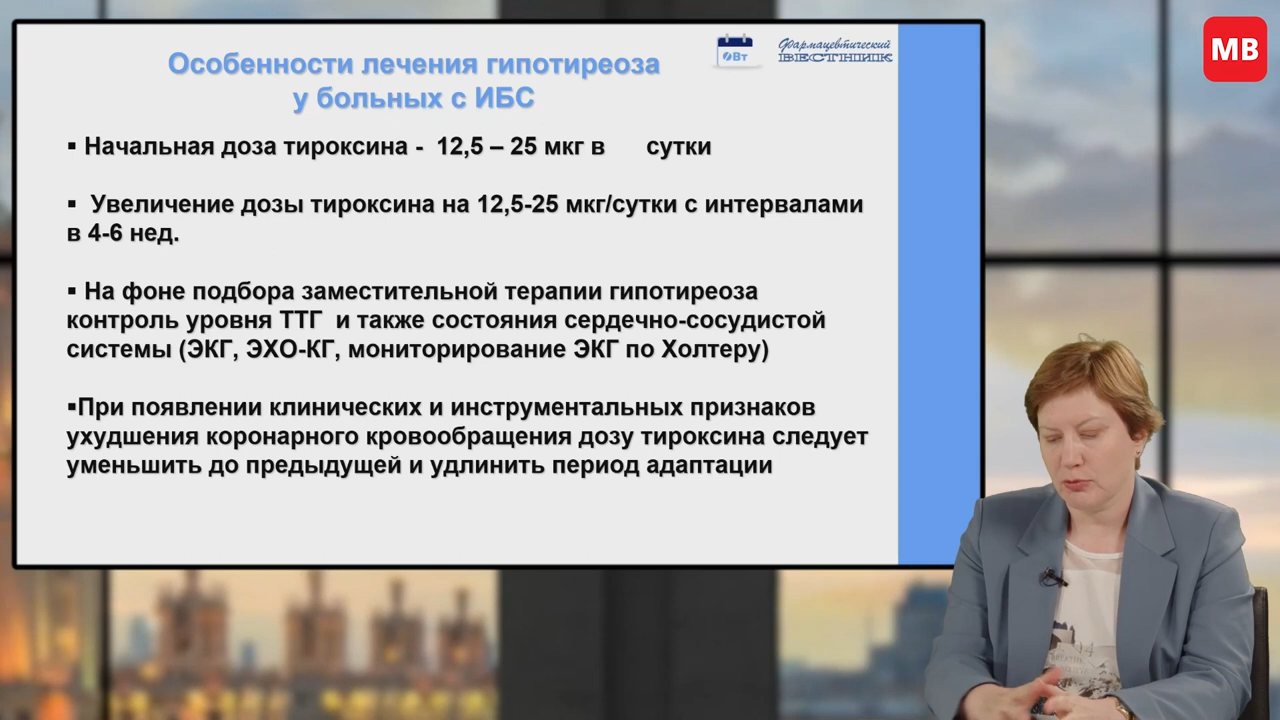 Особенности лечения гипотиреоза
у больных с ИБС
Фармацевтический
ВЕСТНИК
Вт
МВ
▪ Начальная доза тироксина - 12,5 – 25 мкг в сутки
▪ Увеличение дозы тироксина на 12,5-25 мкг/сутки с интервалами
в 4-6 нед.
▪ На фоне подбора заместительной терапии гипотиреоза
контроль уровня ТТГ и также состояния сердечно-сосудистой
системы (ЭКГ, ЭХО-КГ, мониторирование ЭКГ по Холтеру)
▪При появлении клинических и инструментальных признаков
ухудшения коронарного кровообращения дозу тироксина следует
уменьшить до предыдущей и удлинить период адаптации